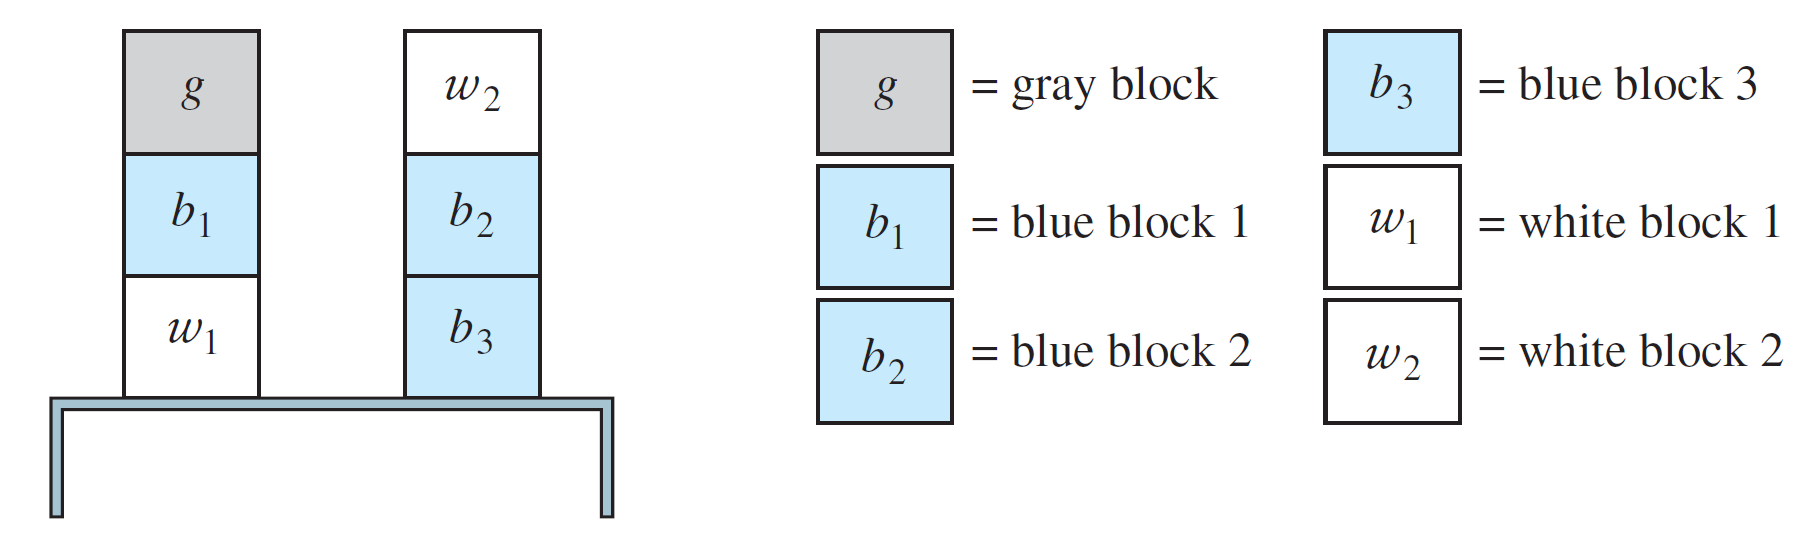 g
b₁
w₁
w₂
b₂
b₃
g = gray block
b₁ = blue block 1
b₂ = blue block 2
b₃ = blue block 3
w₁ = white block 1
w₂ = white block 2